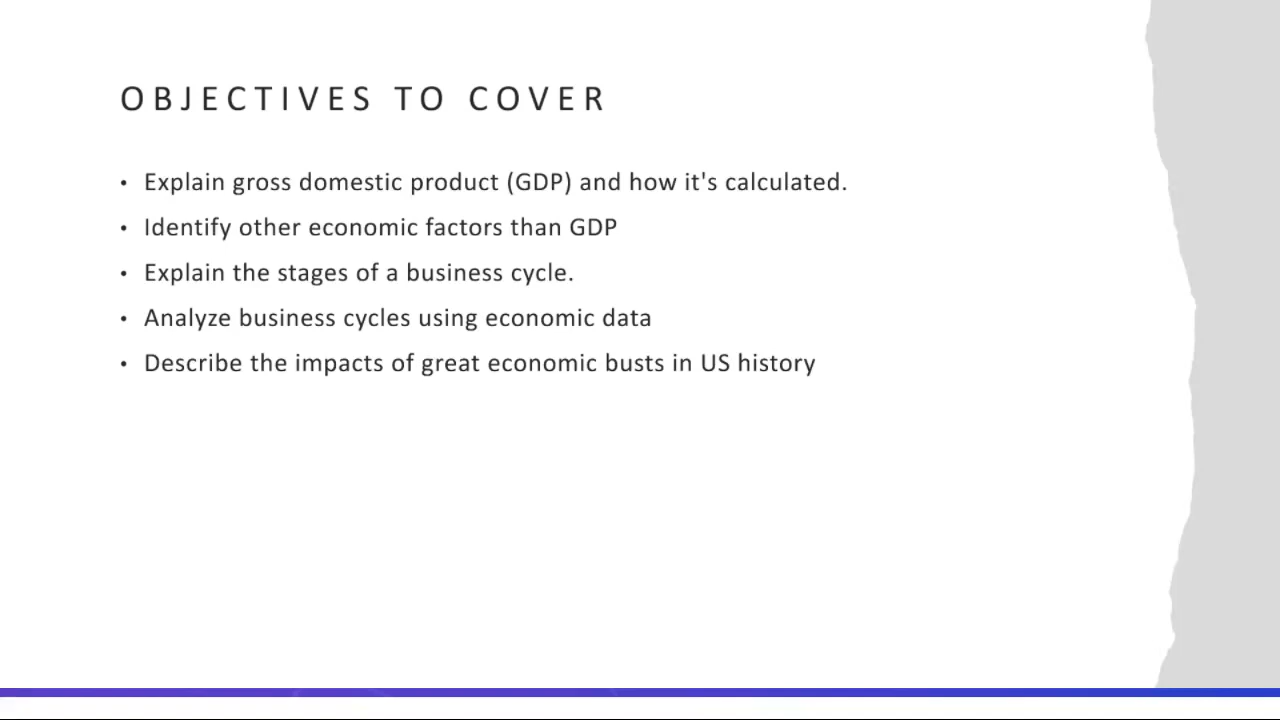 OBJECTIVES TO COVER
• Explain gross domestic product (GDP) and how it's calculated.
• Identify other economic factors than GDP
• Explain the stages of a business cycle.
• Analyze business cycles using economic data
• Describe the impacts of great economic busts in US history